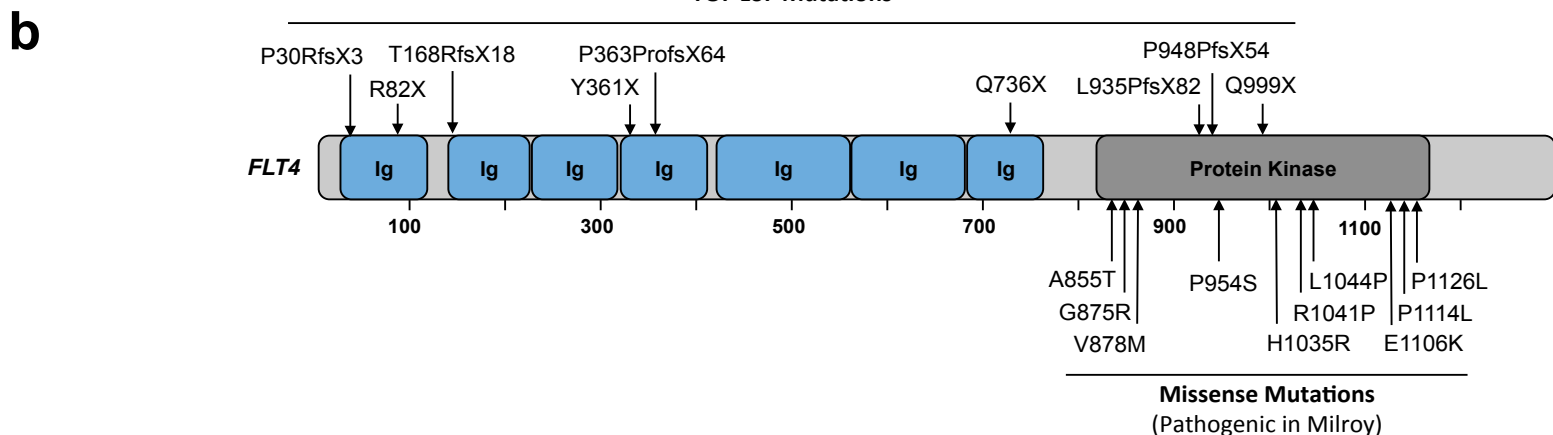 b
P30RfsX3 T168RfsX18 P363ProfsX64 P948PfsX54
R82X Y361X Q736X L935PfsX82 Q999X
FLT4 Ig Ig Ig Ig Ig Ig Ig Protein Kinase
100 300 500 700 900 1100
A855T P954S L1044P P1126L
G875R R1041P P1114L
V878M H1035R E1106K
Missense Mutations
(Pathogenic in Milroy)